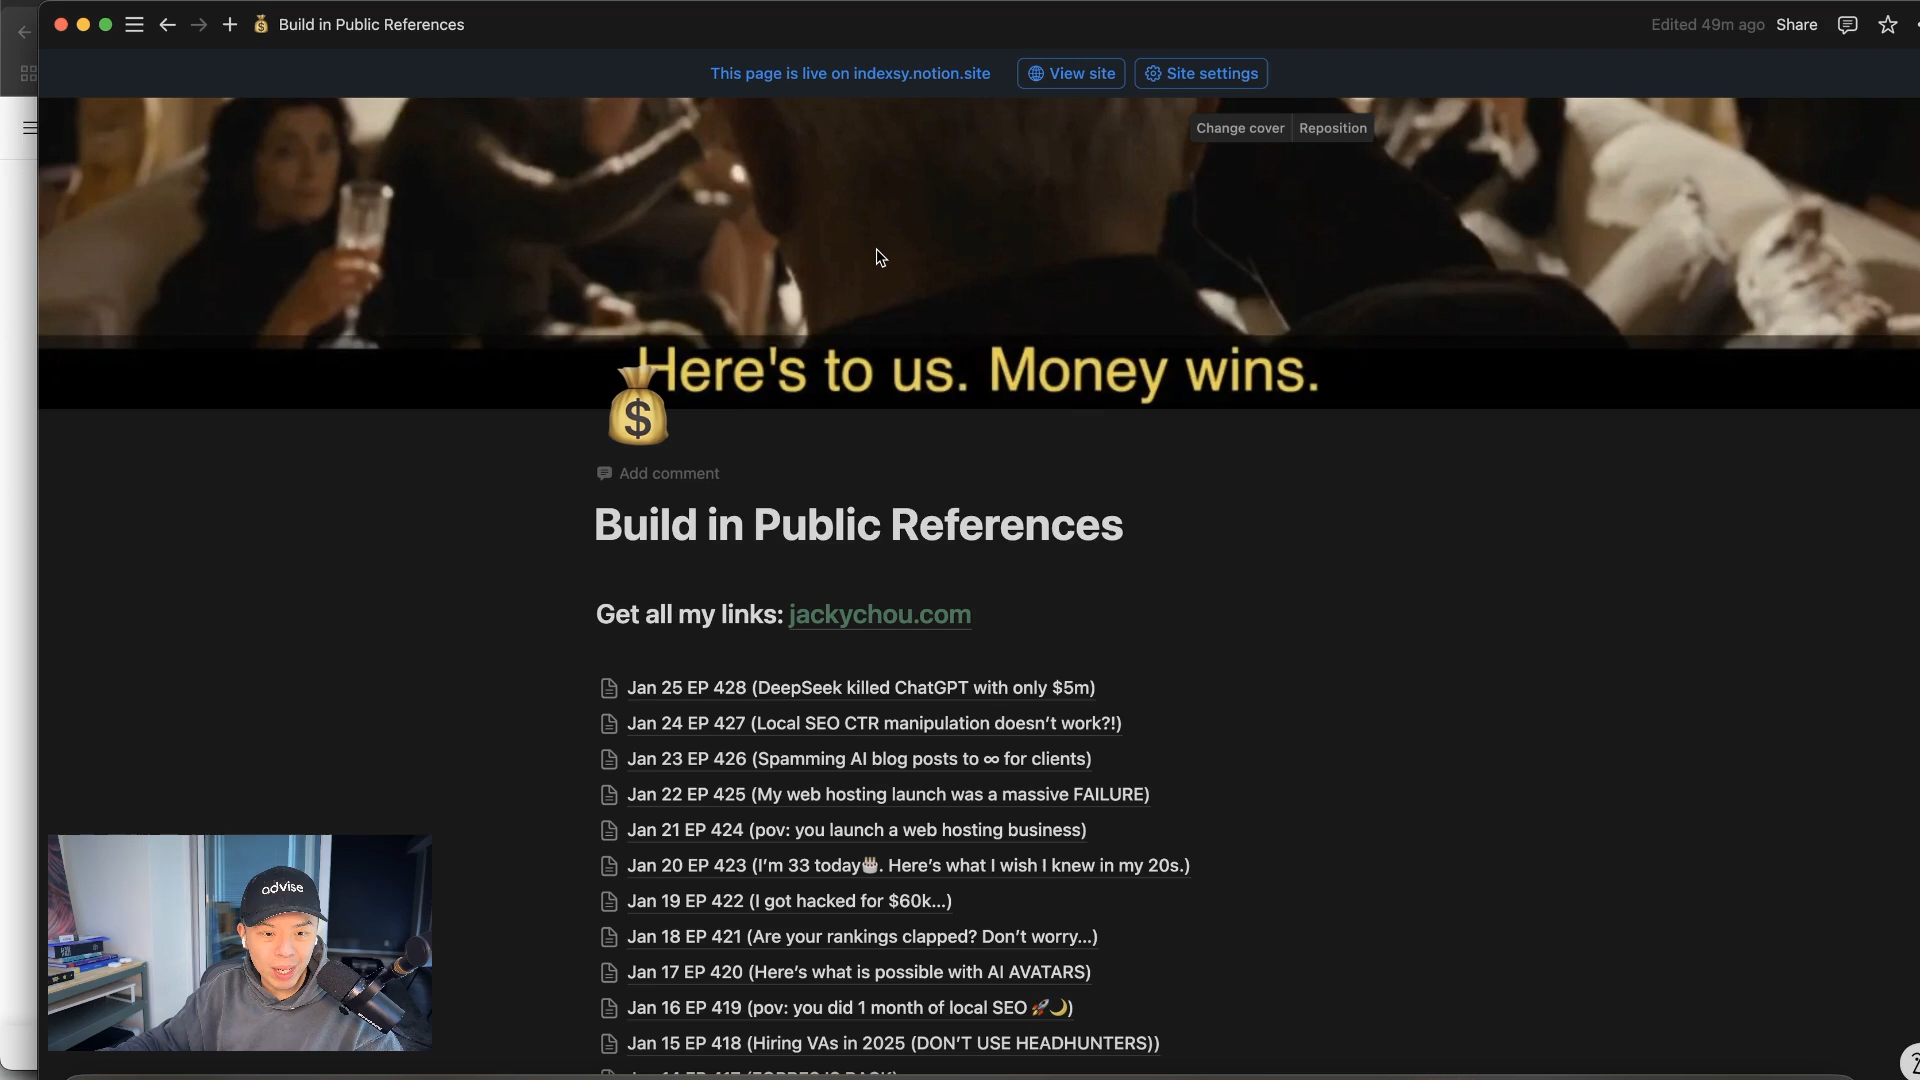 Build in Public References
Edited 49m ago
Share
This page is live on indexsy.notion.site
View site
Site settings
Change cover
Reposition
Here's to us. Money wins.
Add comment
Build in Public References
Get all my links: jackychou.com
Jan 25 EP 428 (DeepSeek killed ChatGPT with only $5m)
Jan 24 EP 427 (Local SEO CTR manipulation doesn’t work?!)
Jan 23 EP 426 (Spamming AI blog posts to ∞ for clients)
Jan 22 EP 425 (My web hosting launch was a massive FAILURE)
Jan 21 EP 424 (pov: you launch a web hosting business)
Jan 20 EP 423 (I’m 33 today🎂. Here’s what I wish I knew in my 20s.)
Jan 19 EP 422 (I got hacked for $60k...)
Jan 18 EP 421 (Are your rankings clapped? Don’t worry...)
Jan 17 EP 420 (Here’s what is possible with AI AVATARS)
Jan 16 EP 419 (pov: you did 1 month of local SEO 🚀🌙)
Jan 15 EP 418 (Hiring VAs in 2025 (DON’T USE HEADHUNTERS))
advise